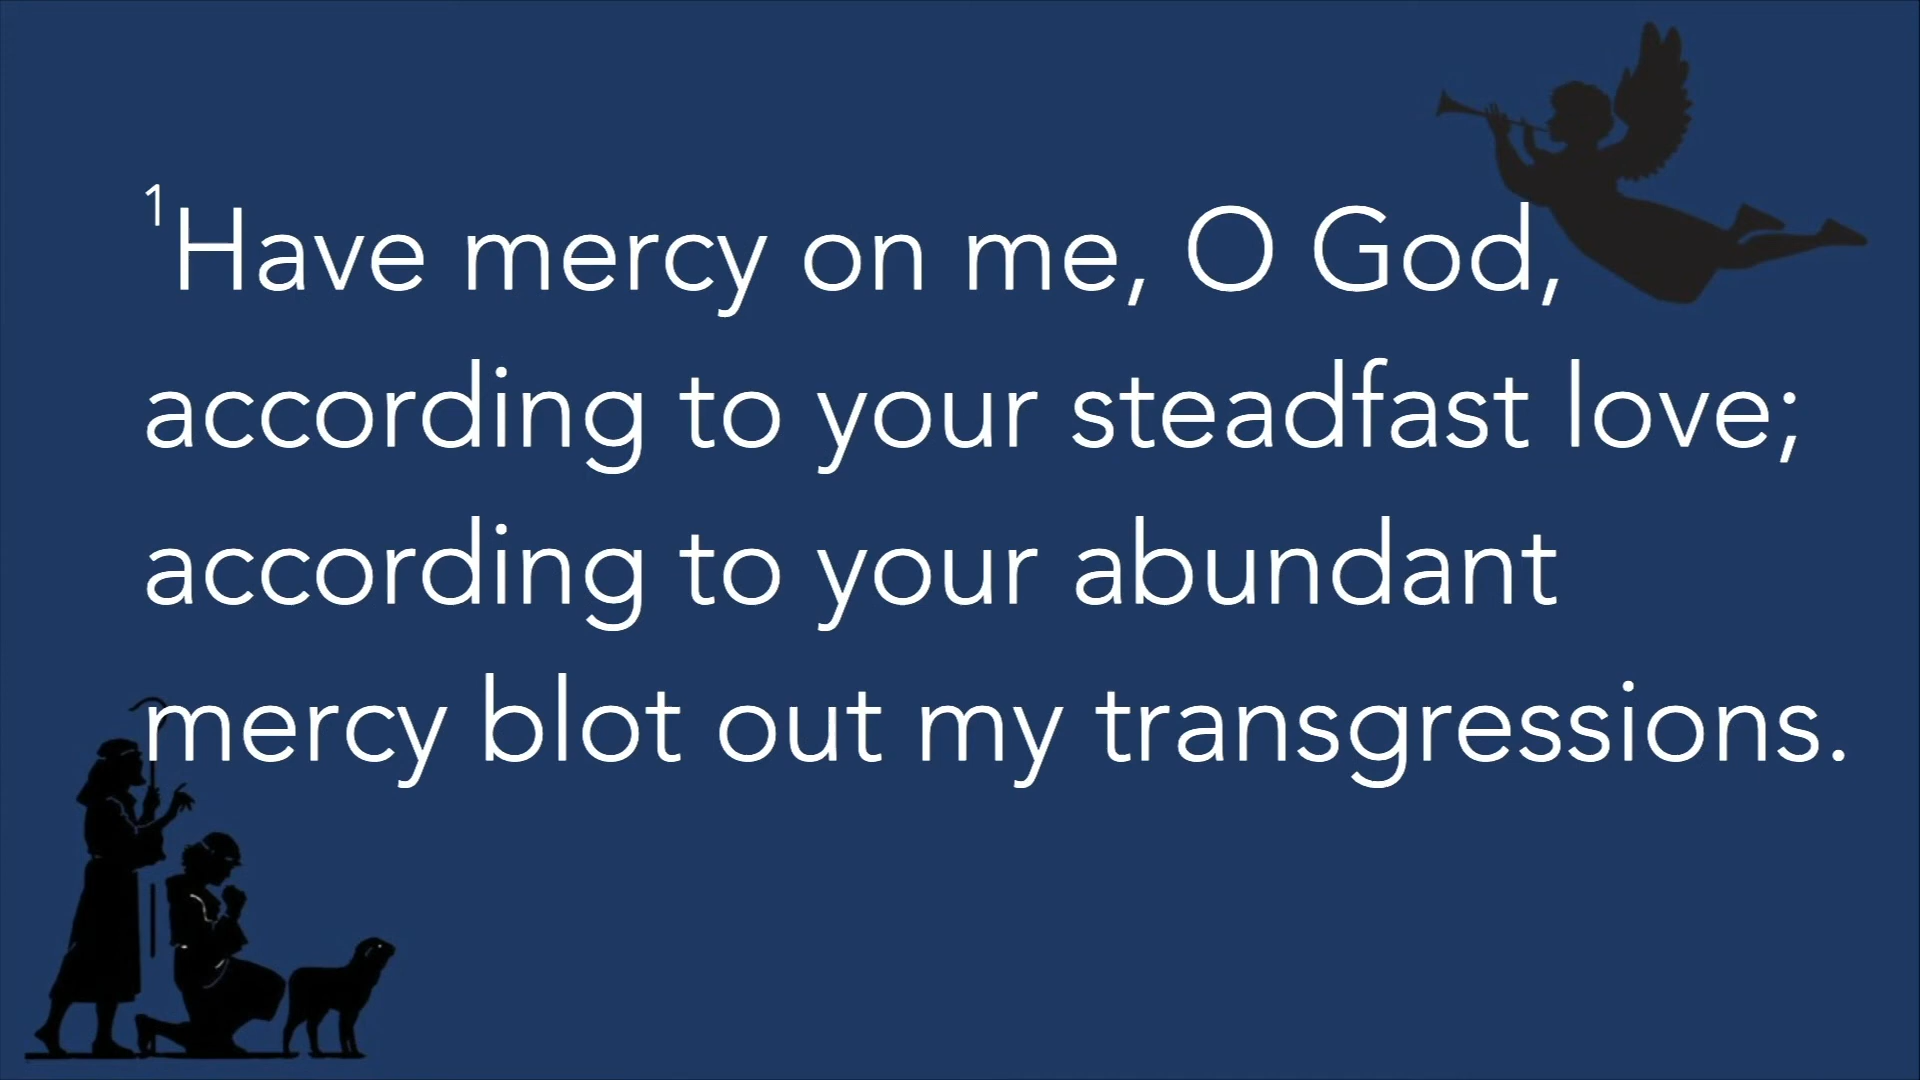 ¹Have mercy on me, O God,
according to your steadfast love;
according to your abundant
mercy blot out my transgressions.